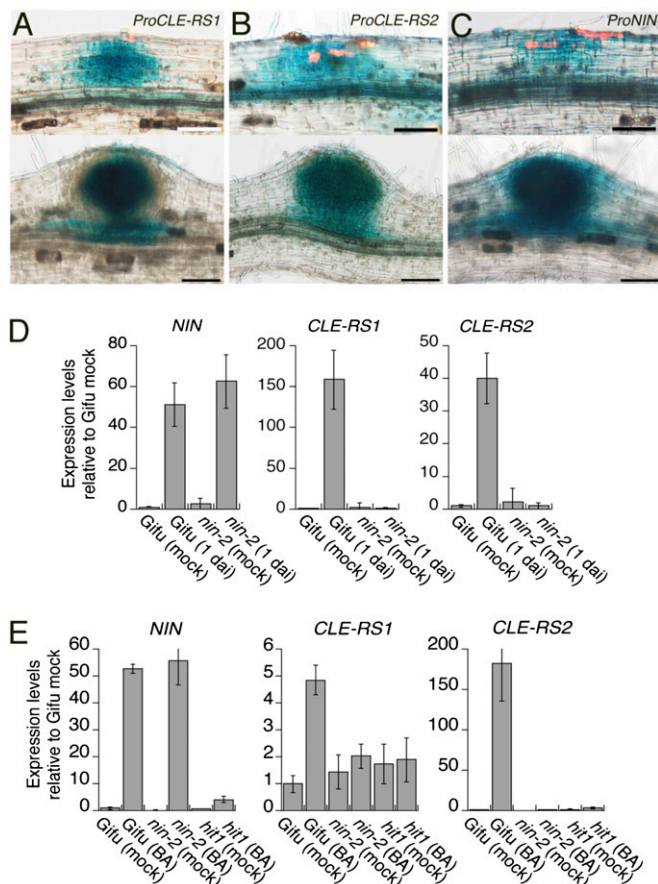 A ProCLE-RS1 B ProCLE-RS2 C ProNIN
D
NIN CLE-RS1 CLE-RS2
Expression levels
relative to Gifu mock
80
60
40
20
0
200
150
100
50
0
50
40
30
20
10
0
Gifu (mock)
Gifu (1 dai)
nin-2 (mock)
nin-2 (1 dai)
Gifu (mock)
Gifu (1 dai)
nin-2 (mock)
nin-2 (1 dai)
Gifu (mock)
Gifu (1 dai)
nin-2 (mock)
nin-2 (1 dai)
E
NIN CLE-RS1 CLE-RS2
Expression levels
relative to Gifu mock
60
50
40
30
20
10
0
6
5
4
3
2
1
0
200
150
100
50
0
Gifu (mock)
Gifu (BA)
nin-2 (mock)
nin-2 (BA)
hit1 (mock)
hit1 (BA)
Gifu (mock)
Gifu (BA)
nin-2 (mock)
nin-2 (BA)
hit1 (mock)
hit1 (BA)
Gifu (mock)
Gifu (BA)
nin-2 (mock)
nin-2 (BA)
hit1 (mock)
hit1 (BA)